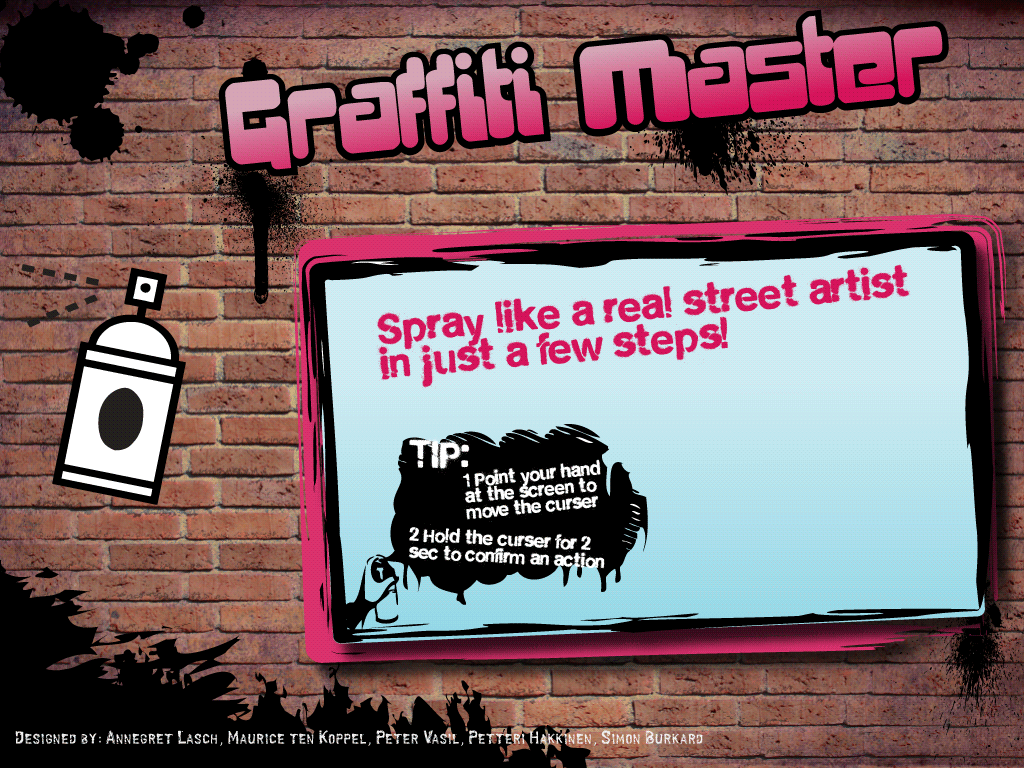 Graffiti Master
Spray like a real street artist
in just a few steps!
TIP:
1 Point your hand
at the screen to
move the curser
2 Hold the curser for 2
sec to confirm an action
T
Designed by: Annegret Lasch, Maurice ten Koppel, Peter Vasil, Petteri Hakkinen, Simon Burkard